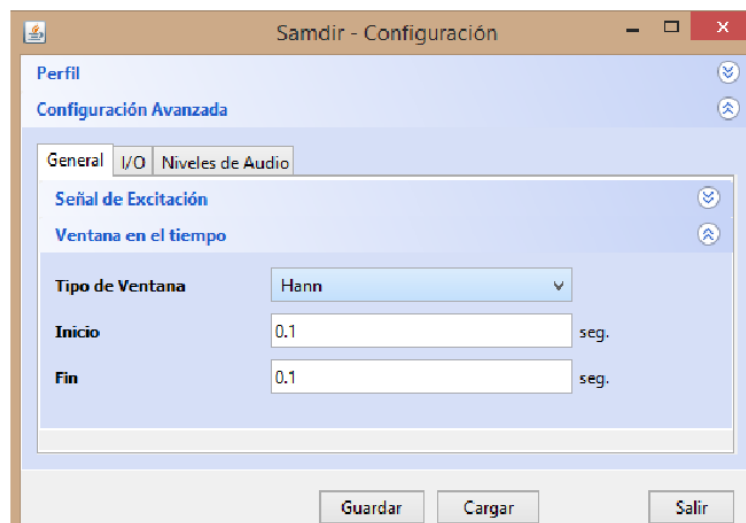 Samdir - Configuración
Perfil
Configuración Avanzada
General I/O Niveles de Audio
Señal de Excitación
Ventana en el tiempo
Tipo de Ventana Hann
Inicio 0.1 seg.
Fin 0.1 seg.
Guardar Cargar Salir